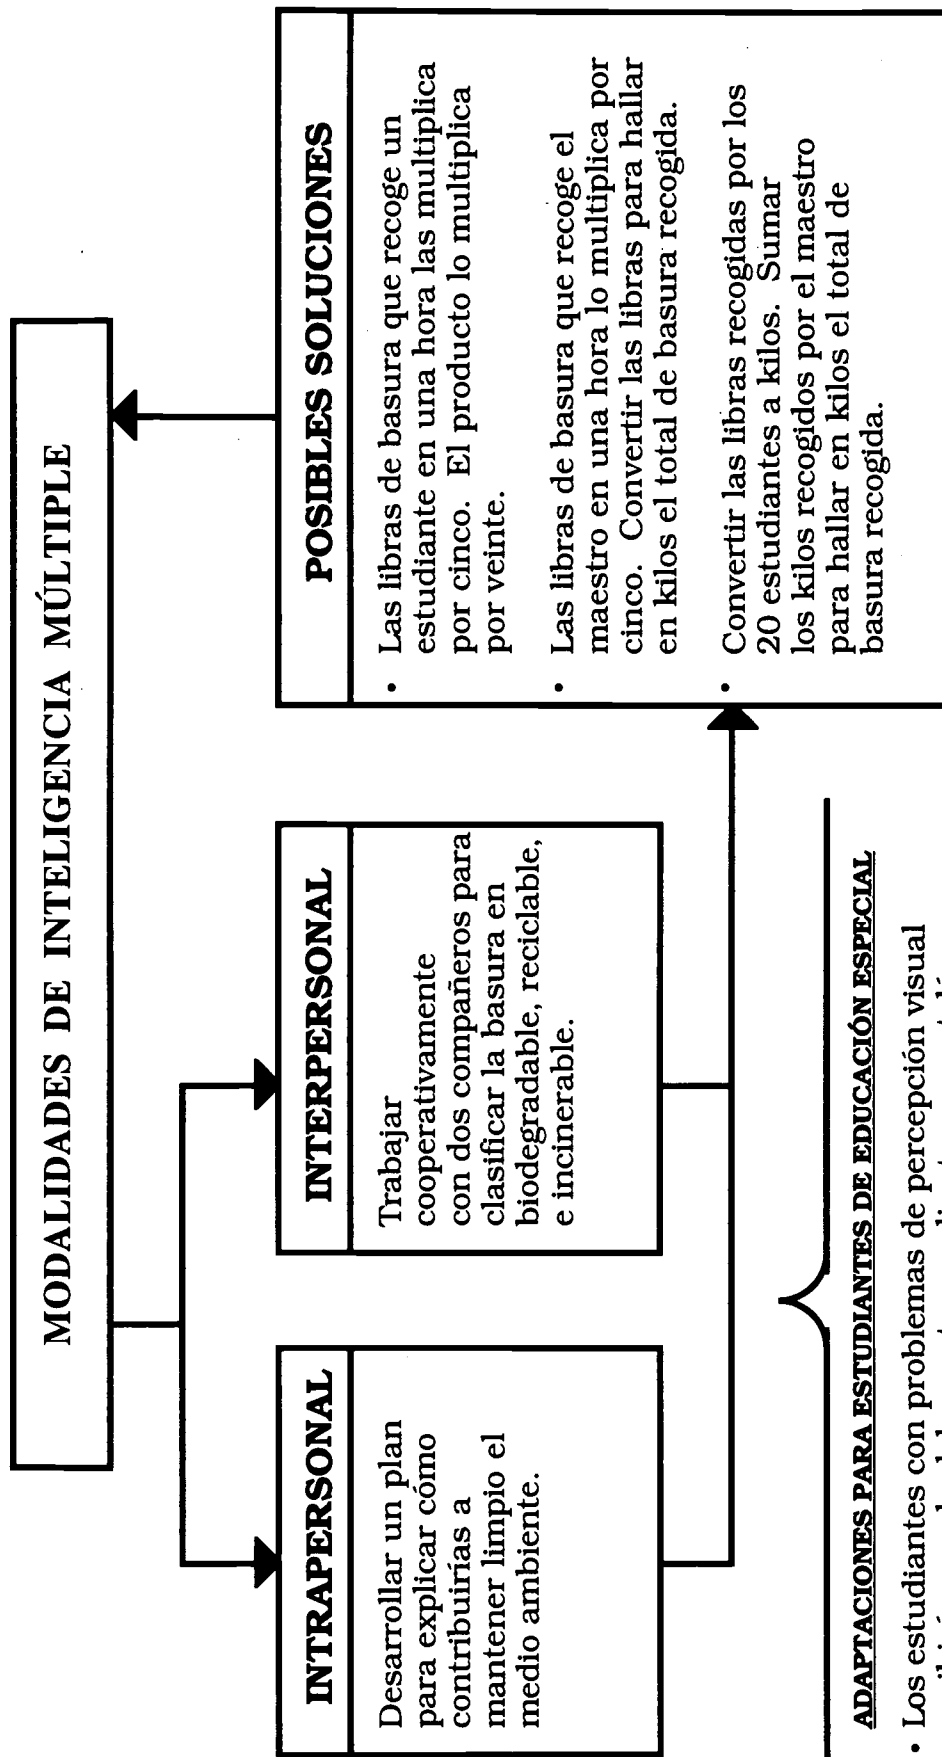 MODALIDADES DE INTELIGENCIA MÚLTIPLE
INTRAPERSONAL
Desarrollar un plan
para explicar cómo
contribuirías a
mantener limpio el
medio ambiente.
INTERPERSONAL
Trabajar
cooperativamente
con dos compañeros para
clasificar la basura en
biodegradable, reciclable,
e incinerable.
POSIBLES SOLUCIONES
• Las libras de basura que recoge un
estudiante en una hora las multiplica
por cinco. El producto lo multiplica
por veinte.
• Las libras de basura que recoge el
maestro en una hora lo multiplica por
cinco. Convertir las libras para hallar
en kilos el total de basura recogida.
• Convertir las libras recogidas por los
20 estudiantes a kilos. Sumar
los kilos recogidos por el maestro
para hallar en kilos el total de
basura recogida.
ADAPTACIONES PARA ESTUDIANTES DE EDUCACIÓN ESPECIAL
• Los estudiantes con problemas de percepción visual